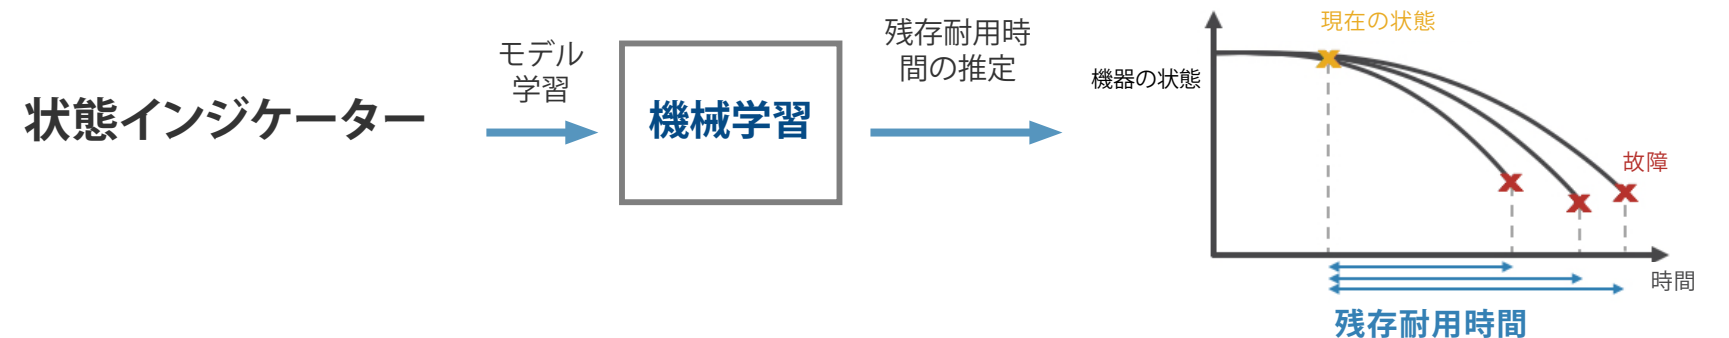 状態インジケーター
モデル
学習
機械学習
残存耐用時
間の推定
現在の状態
機器の状態
故障
時間
残存耐用時間